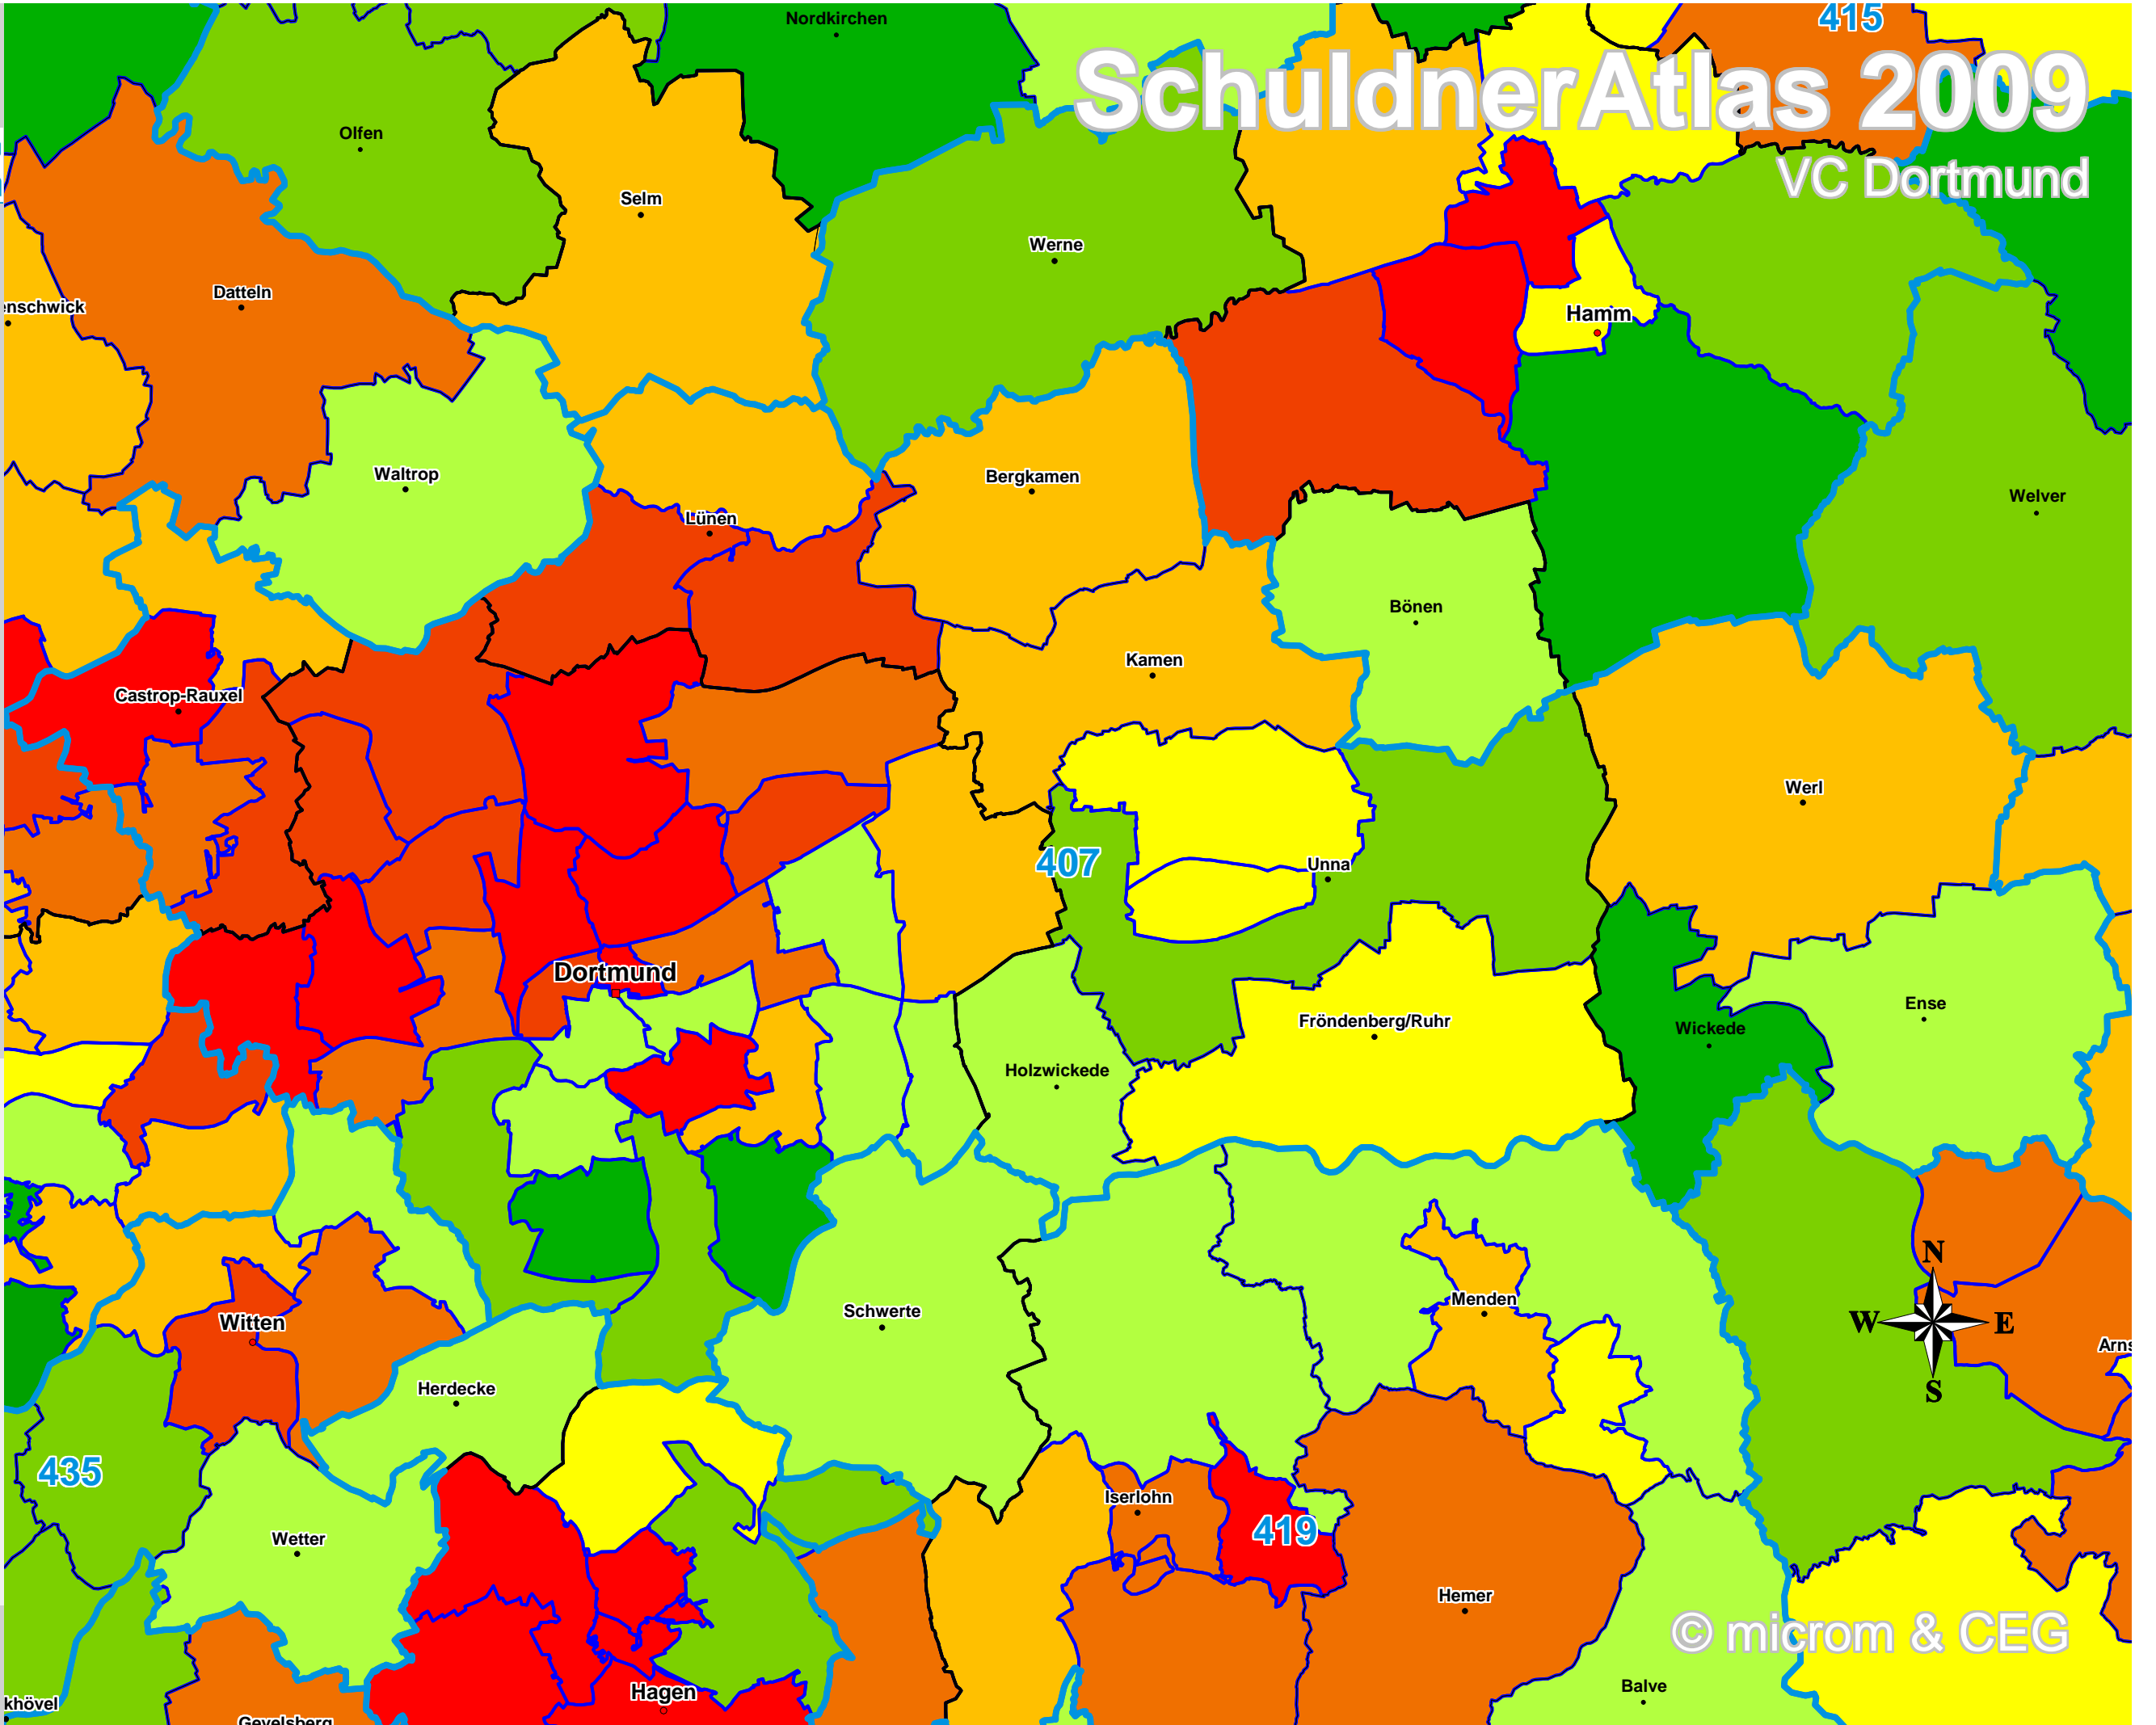 Nordkirchen
415
SchuldnerAtlas 2009
VC Dortmund
Olfen
Selm
Werne
Datteln
enschwick
Hamm
Waltrop
Bergkamen
Welver
Lünen
Bönen
Kamen
Castrop-Rauxel
Werl
407
Unna
Dortmund
Ense
Fröndenberg/Ruhr
Wickede
Holzwickede
N
W
E
S
Schwerte
Menden
Witten
Arns
Herdecke
435
Iserlohn
419
Wetter
Hemer
© microm & CEG
Balve
Hagen
khövel
Gevelsberg